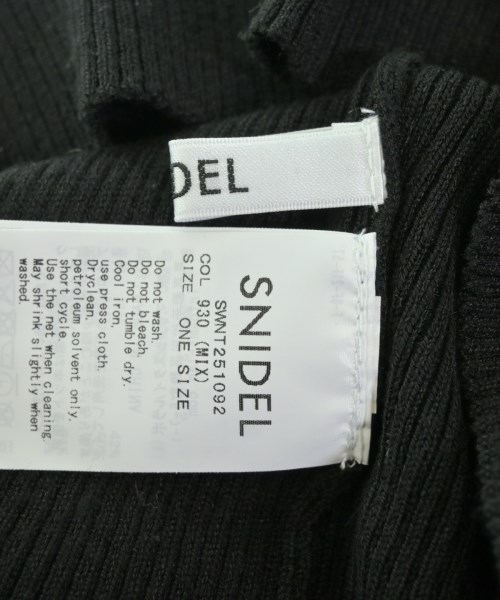 DEL
SNIDEL
SWNT251092
COL 930 (MIX)
SIZE ONE SIZE
Do not wash.
Do not bleach.
Do not tumble dry.
Cool iron.
use press cloth.
Dryclean.
petroleum solvent only.
short cycle.
Use the net when cleaning.
May shrink slightly when
washed.